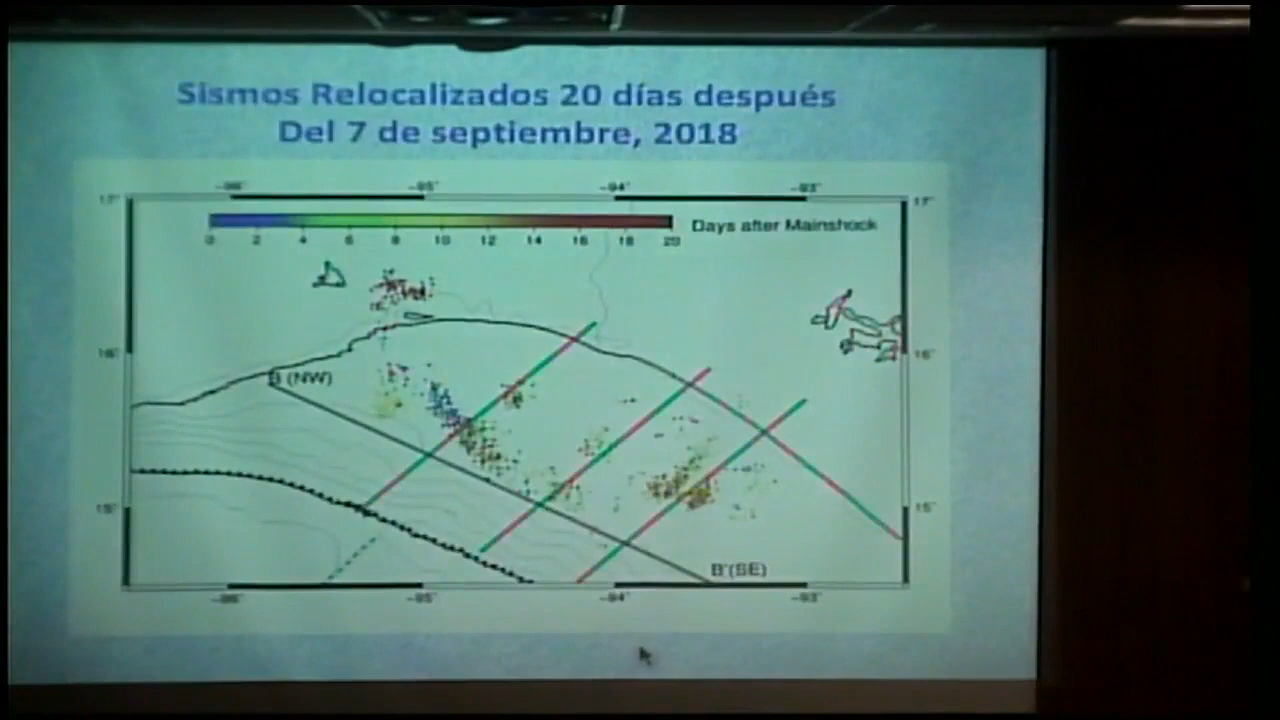 Sismos Relocalizados 20 días después
Del 7 de septiembre, 2018
-96° -95° -94° -93°
17° 17°
Days after Mainshock
0 2 4 6 8 10 12 14 16 18 20
16° 16°
B (NW)
15° 15°
B'(SE)
-96° -95° -94° -93°